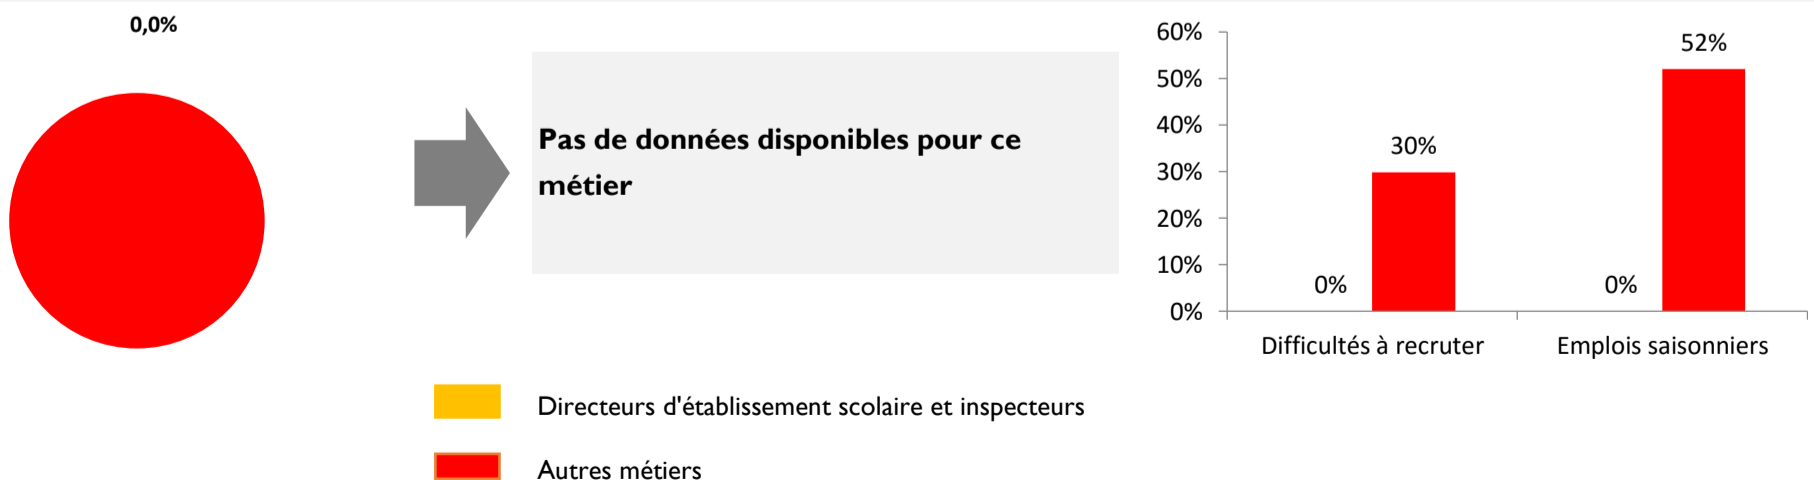 0,0%
Pas de données disponibles pour ce
métier
60%
50%
40%
30%
20%
10%
0%
52%
30%
0%
0%
Difficultés à recruter
Emplois saisonniers
Directeurs d'établissement scolaire et inspecteurs
Autres métiers